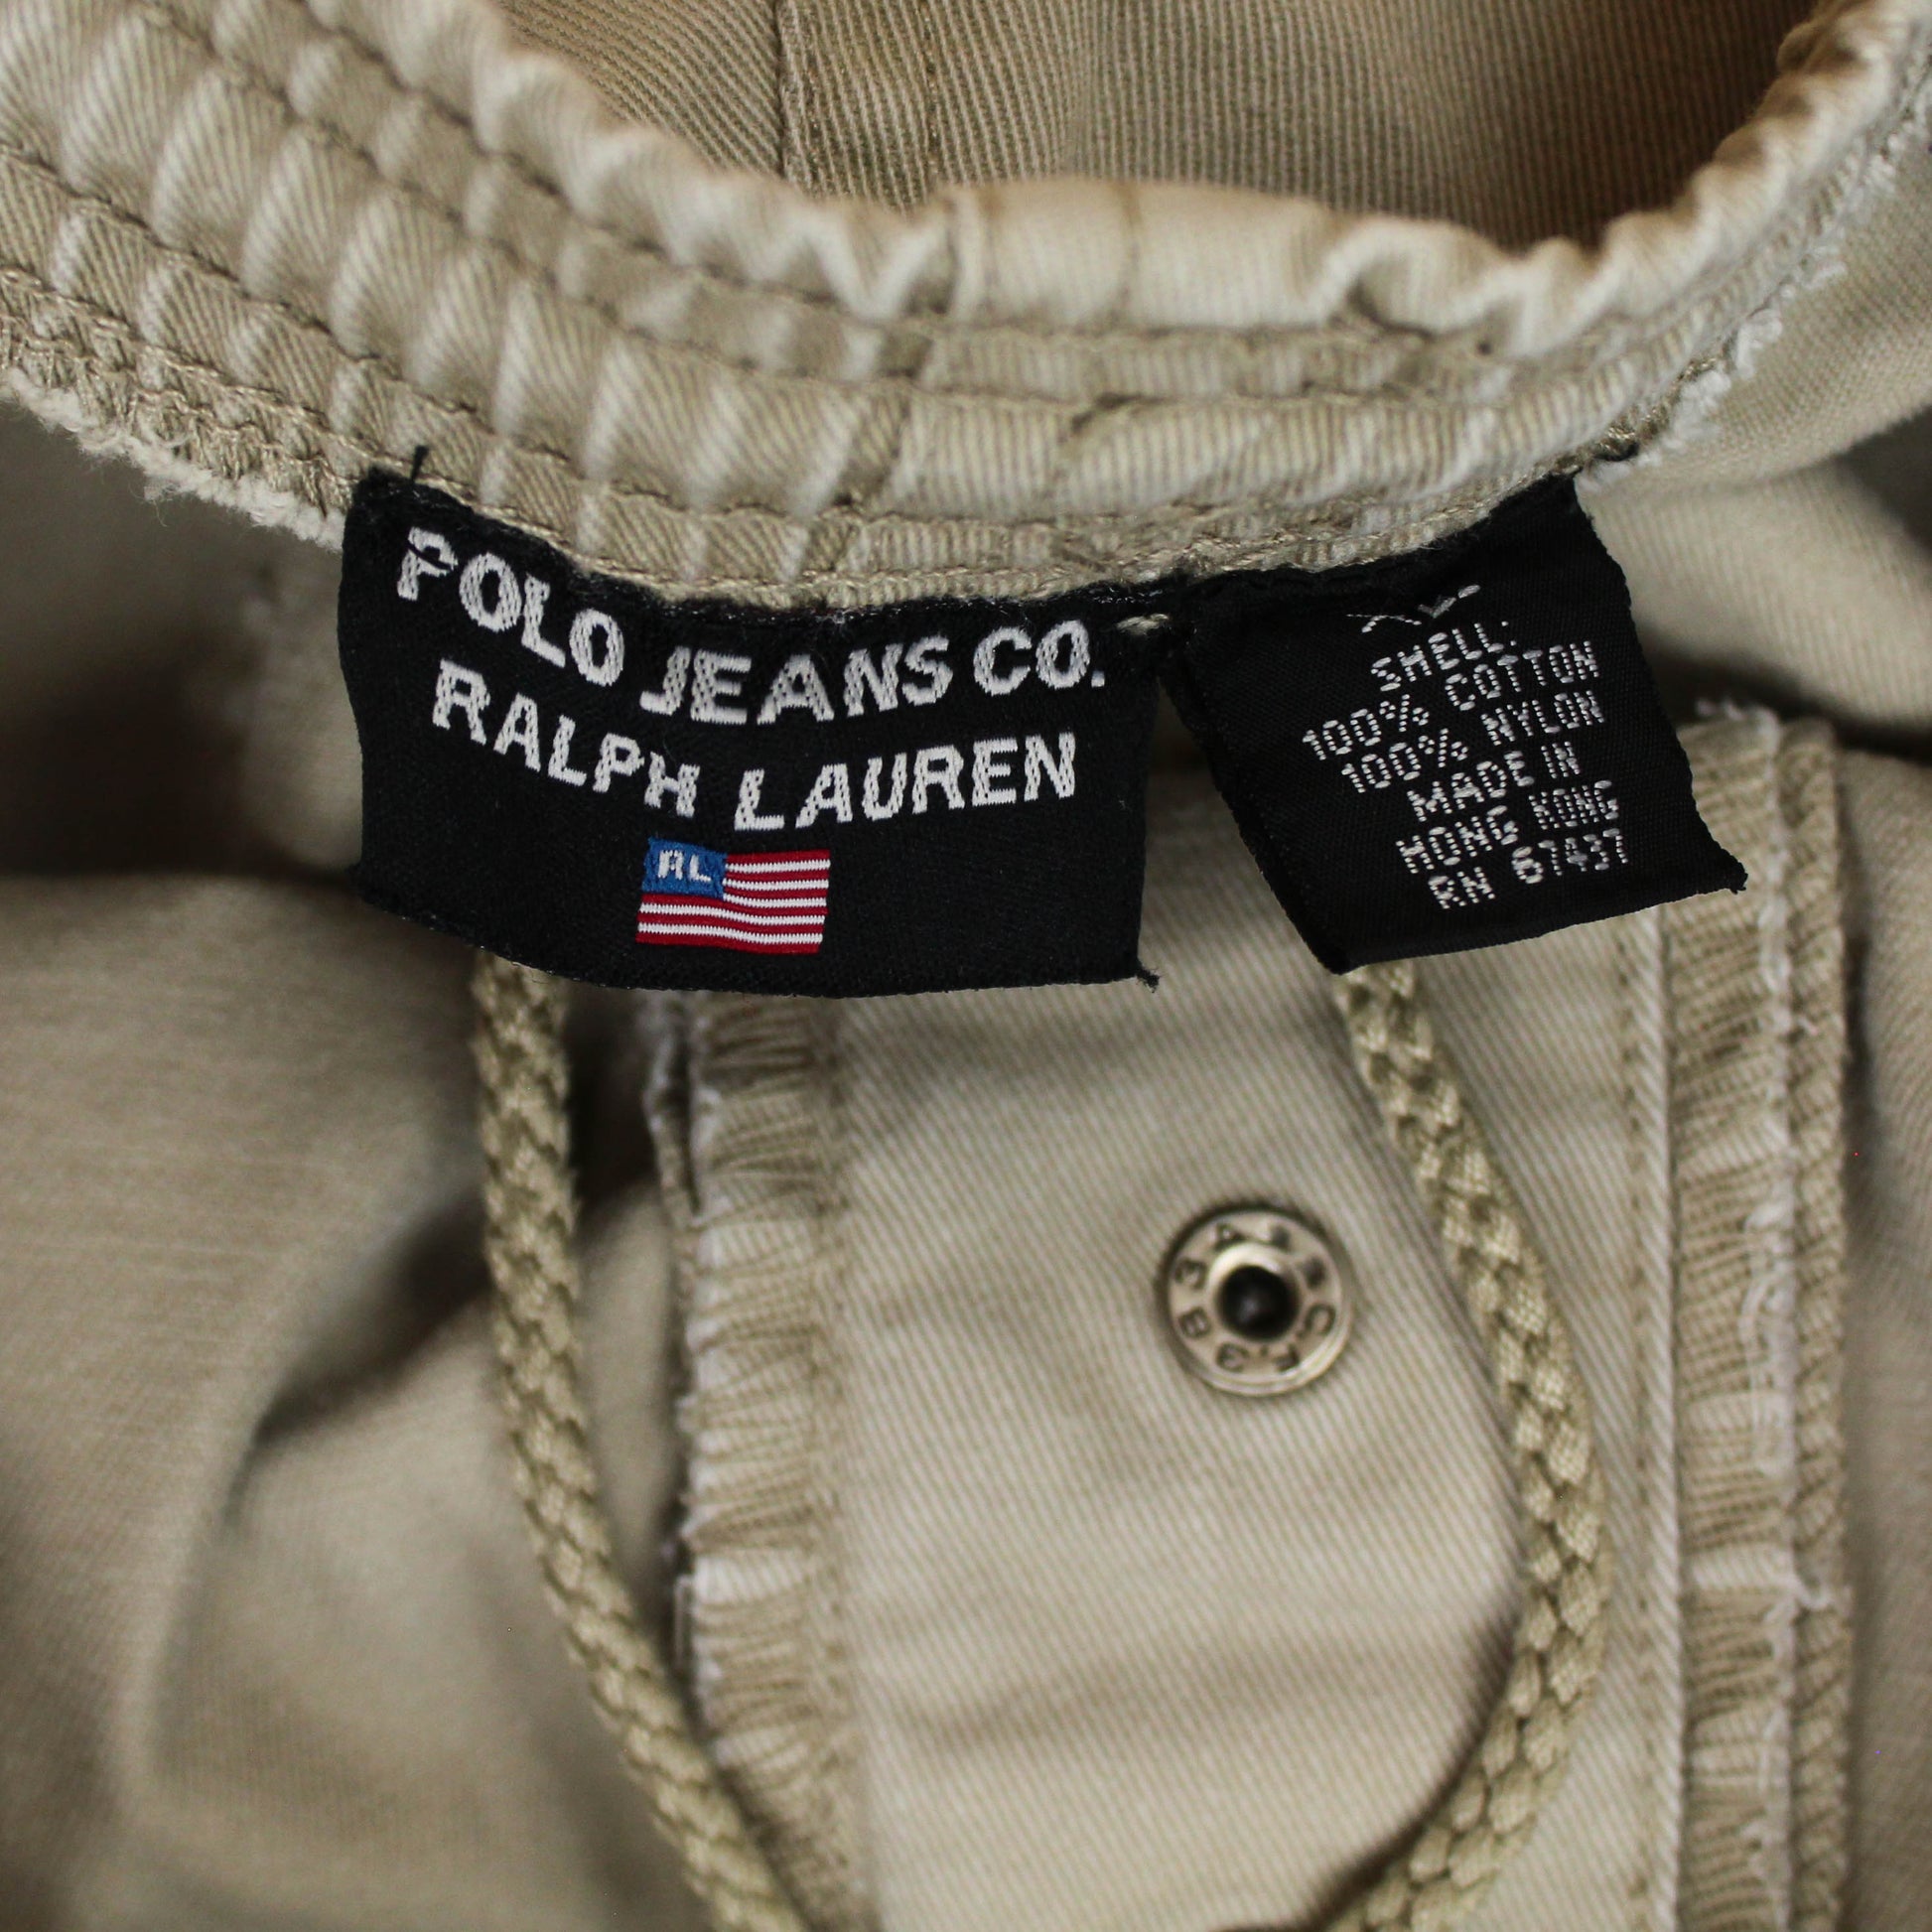 POLO JEANS CO.
RALPH LAUREN
RL
SHELL:
100% COTTON
100% NYLON
MADE IN
HONG KONG
RN 67437